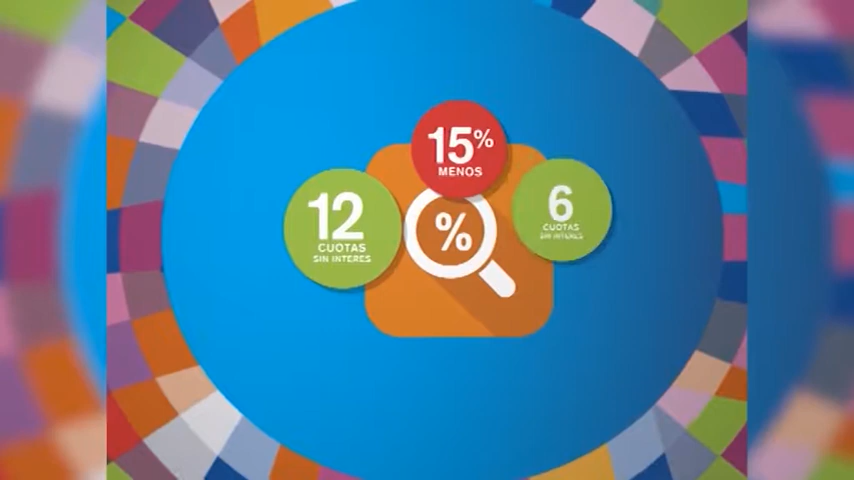 15%
MENOS
12
CUOTAS
SIN INTERES
%
6
CUOTAS
SIN INTERES